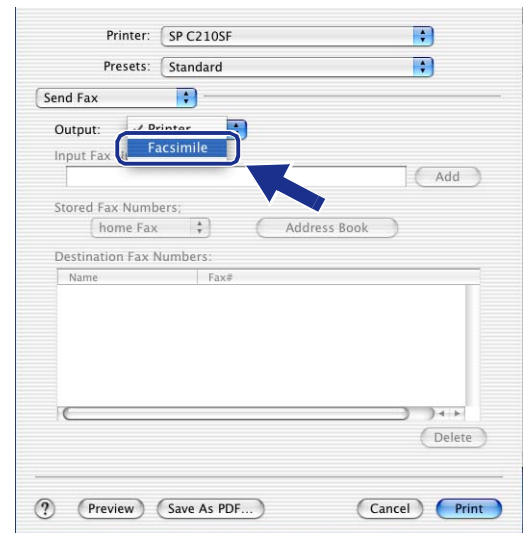 Printer: SP C210SF
Presets: Standard
Send Fax
Output: ✓ Printer
Facsimile
Input Fax
Add
Stored Fax Numbers;
home Fax Address Book
Destination Fax Numbers:
Name Fax#
Delete
? Preview Save As PDF... Cancel Print